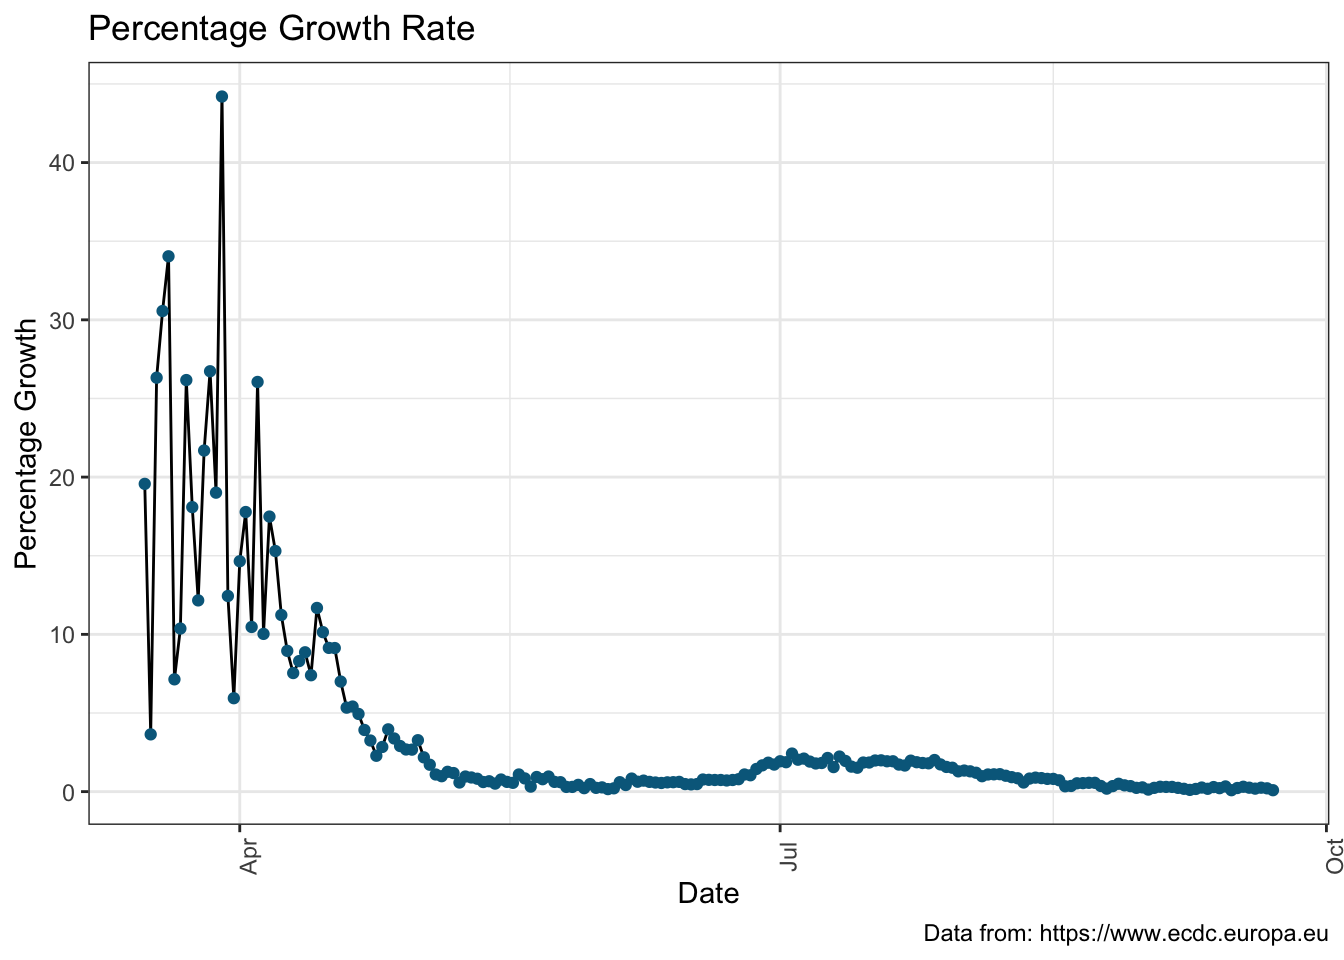 Percentage Growth Rate
Percentage Growth
40
30
20
10
0
Apr
Jul
Oct
Date
Data from: https://www.ecdc.europa.eu